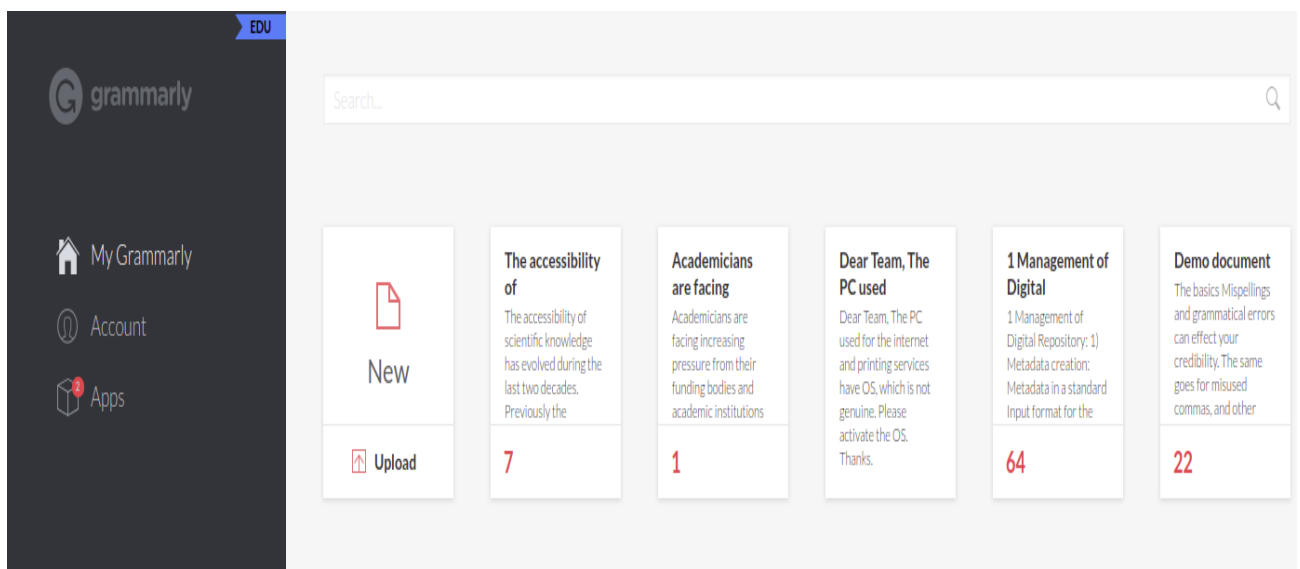 EDU
grammarly
Search...
My Grammarly
Account
2
Apps
New
Upload
The accessibility
of
The accessibility of
scientific knowledge
has evolved during the
last two decades.
Previously the
7
Academicians
are facing
Academicians are
facing increasing
pressure from their
funding bodies and
academic institutions
1
Dear Team, The
PC used
Dear Team, The PC
used for the internet
and printing services
have OS, which is not
genuine. Please
activate the OS.
Thanks.
1 Management of
Digital
1 Management of
Digital Repository: 1)
Metadata creation:
Metadata in a standard
Input format for the
64
Demo document
The basics Mispellings
and grammatical errors
can effect your
credibility. The same
goes for misused
commas, and other
22